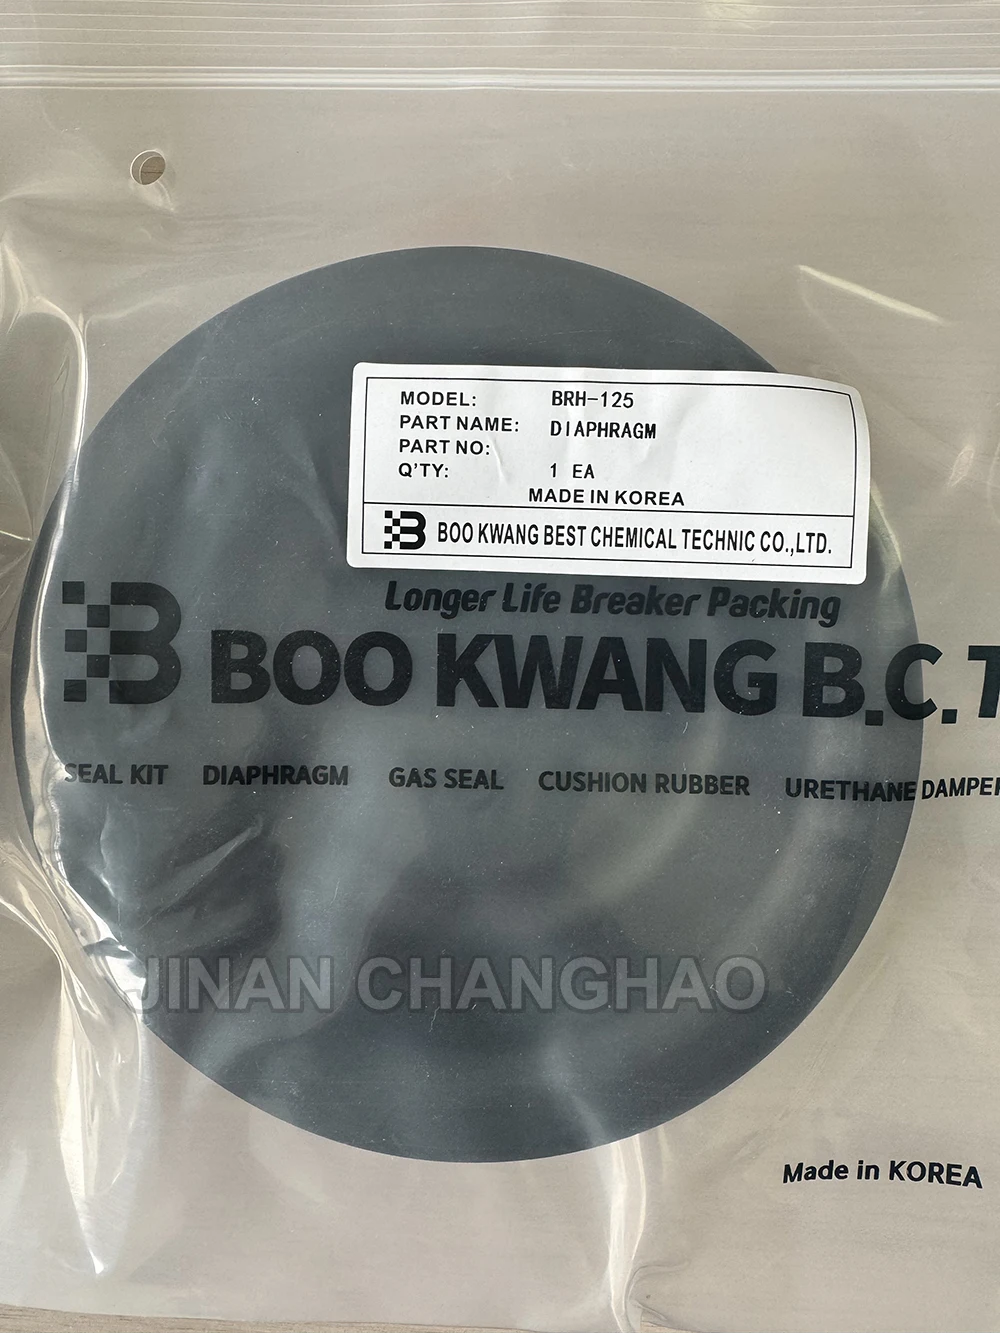 MODEL: BRH-125
PART NAME: DIAPHRAGM
PART NO:
Q'TY: 1 EA
MADE IN KOREA
B BOO KWANG BEST CHEMICAL TECHNIC CO.,LTD.
Longer Life Breaker Packing
B BOO KWANG B.C.T
SEAL KIT DIAPHRAGM GAS SEAL CUSHION RUBBER URETHANE DAMPER
JINAN CHANGHAO
Made in KOREA